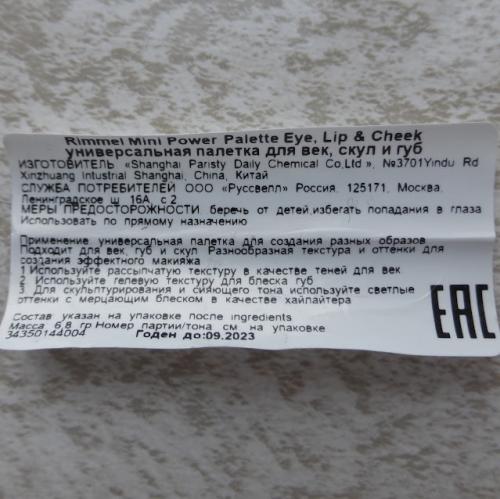 Rimmel Mini Power Palette Eye, Lip & Cheek
универсальная палетка для век, скул и губ
ИЗГОТОВИТЕЛЬ «Shanghai Paristy Daily Chemical Co,Ltd», №3701Yindu Rd
Xinzhuang Intustrial Shanghai, China, Китай
СЛУЖБА ПОТРЕБИТЕЛЕЙ ООО «Руссвелл» Россия, 125171, Москва,
Ленинградское ш 16А, с 2
МЕРЫ ПРЕДОСТОРОЖНОСТИ беречь от детей,избегать попадания в глаза
Использовать по прямому назначению
Применение универсальная палетка для создания разных образов
Подходит для век, губ и скул Разнообразная текстура и оттенки для
создания эффектного макияжа
1 Используйте рассыпчатую текстуру в качестве теней для век
2 Используйте гелевую текстуру для блеска губ
3 Для скульптурирования и сияющего тона используйте светлые
оттенки с мерцающим блеском в качестве хайлайтера
EAC
Состав указан на упаковке после ingredients
Масса 6,8 гр Номер партии/тона см на упаковке
34350144004 Годен до:09.2023